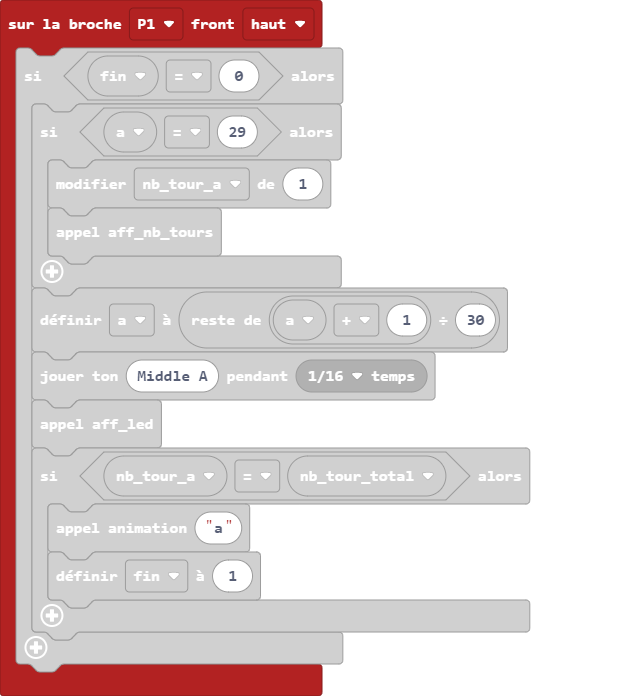 sur la broche P1 front haut
si fin = 0 alors
si a = 29 alors
modifier nb_tour_a de 1
appel aff_nb_tours
définir a à reste de a + 1 ÷ 30
jouer ton Middle A pendant 1/16 temps
appel aff_led
si nb_tour_a = nb_tour_total alors
appel animation "a"
définir fin à 1